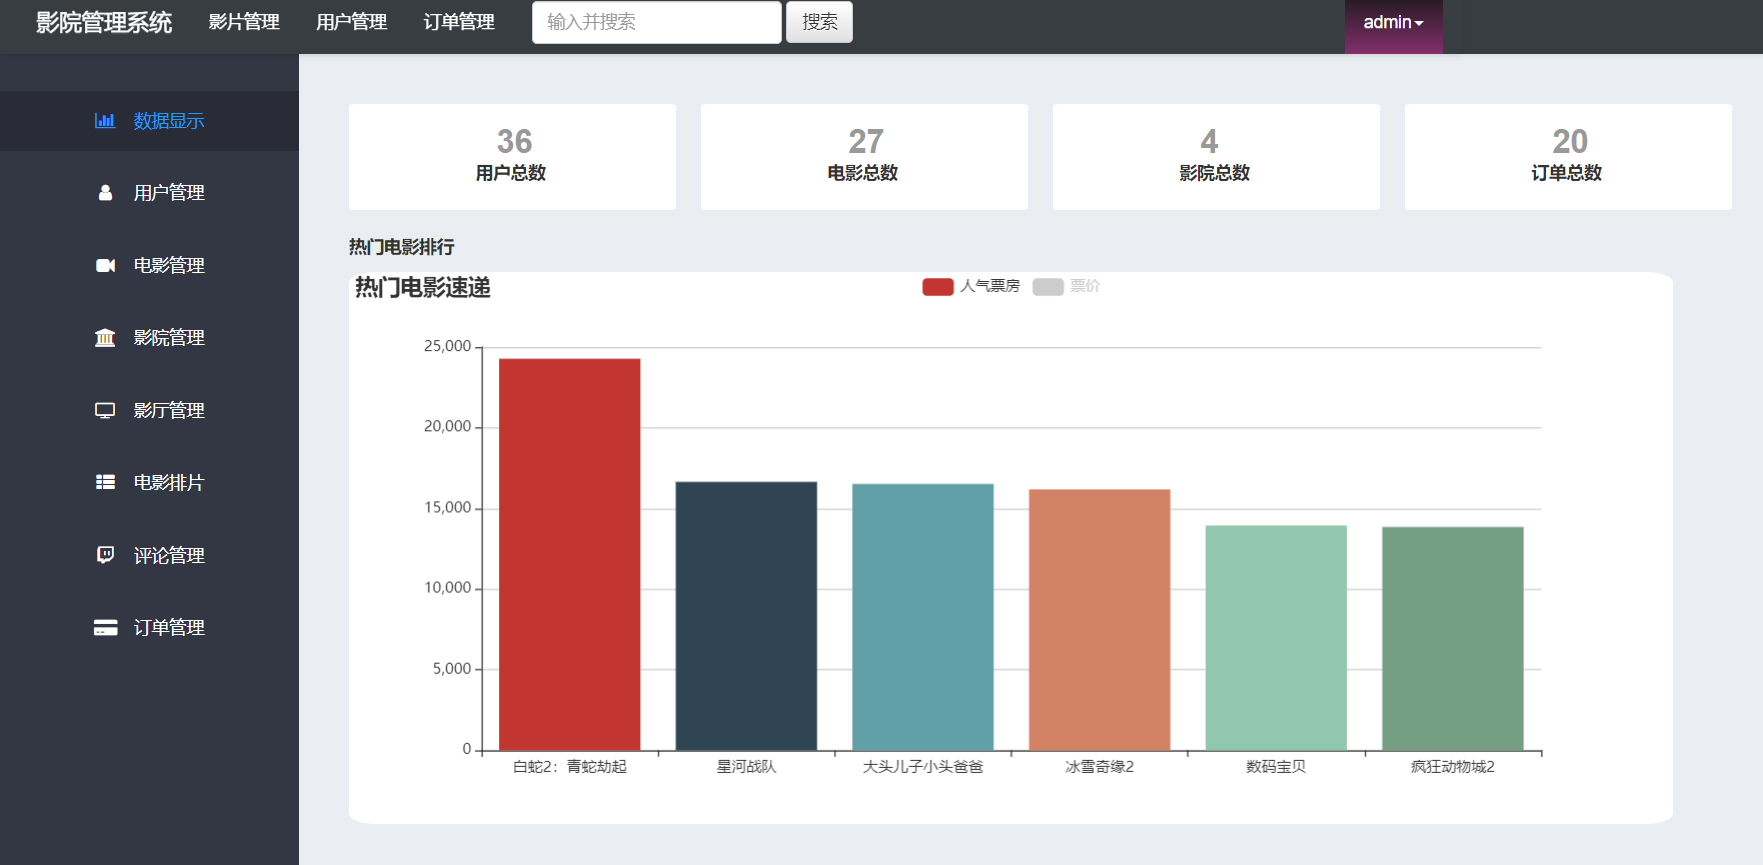 影院管理系统 影片管理 用户管理 订单管理 输入并搜索 搜索 admin
数据显示
用户管理
电影管理
影院管理
影厅管理
电影排片
评论管理
订单管理
36 27 4 20
用户总数 电影总数 影院总数 订单总数
热门电影排行
热门电影速递 人气票房 票价
25,000
20,000
15,000
10,000
5,000
0
白蛇2：青蛇劫起 星河战队 大头儿子小头爸爸 冰雪奇缘2 数码宝贝 疯狂动物城2